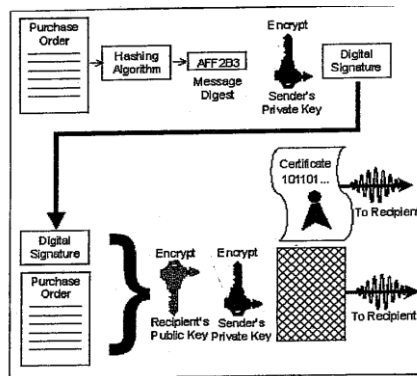 Purchase
Order
Hashing
Algorithm
AFF2B3
Message
Digest
Encrypt
Sender's
Private Key
Digital
Signature
Certificate
101101...
To Recipient
Digital
Signature
Purchase
Order
Encrypt
Recipient's
Public Key
Encrypt
Sender's
Private Key
To Recipient